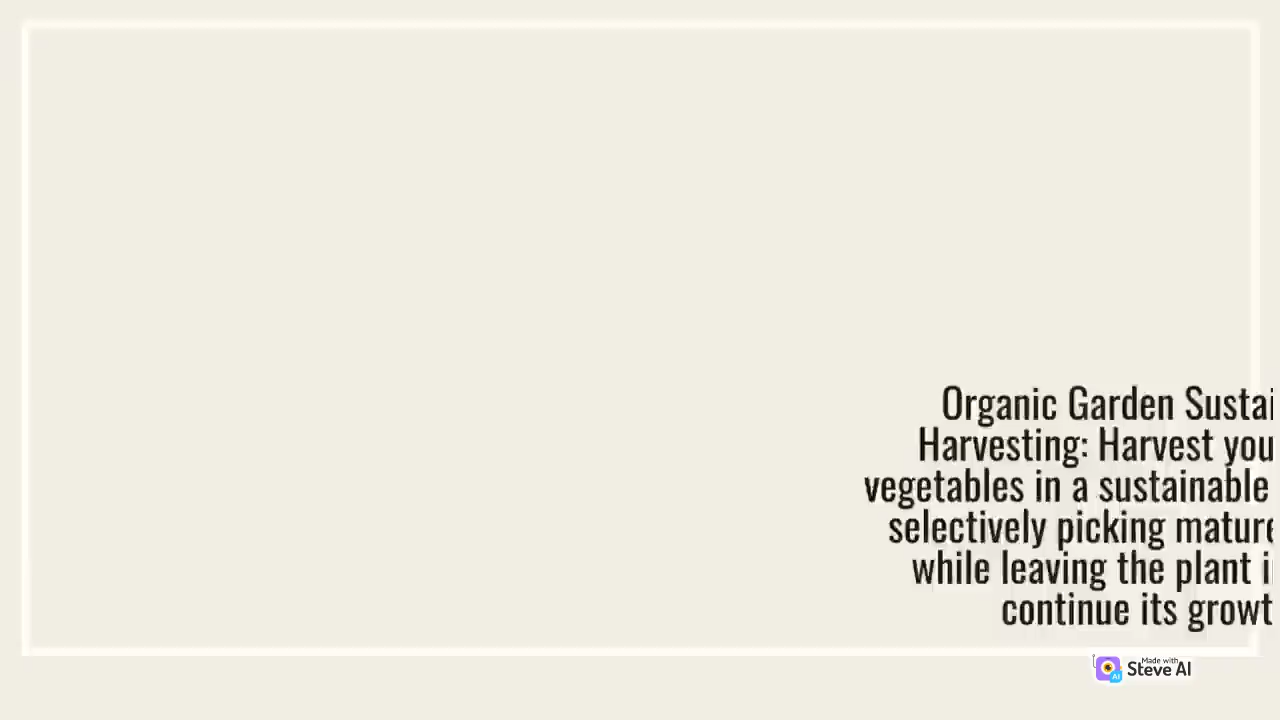 Organic Garden Sustai
Harvesting: Harvest you
vegetables in a sustainable
selectively picking mature
while leaving the plant i
continue its growt
Made with
Steve AI
AI